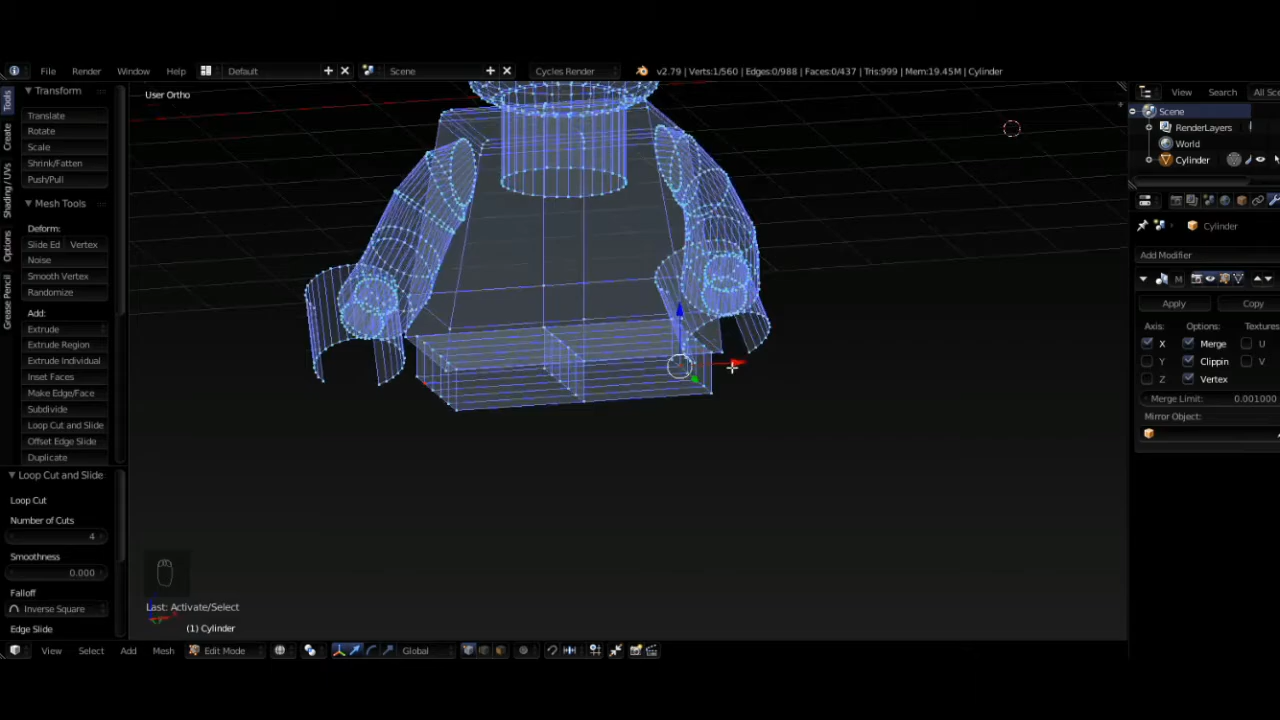 File Render Window Help Default Scene Cycles Render v2.79 | Verts:1/560 | Edges:0/988 | Faces:0/437 | Tris:999 | Mem:19.45M | Cylinder
Tools
Create
Shading / UVs
Options
Grease Pencil
Transform
Translate
Rotate
Scale
Shrink/Fatten
Push/Pull
Mesh Tools
Deform:
Slide Ed Vertex
Noise
Smooth Vertex
Randomize
Add:
Extrude
Extrude Region
Extrude Individual
Inset Faces
Make Edge/Face
Subdivide
Loop Cut and Slide
Offset Edge Slide
Duplicate
Loop Cut and Slide
Loop Cut
Number of Cuts
4
Smoothness
0.000
Falloff
Inverse Square
Edge Slide
User Ortho
Last: Activate/Select
(1) Cylinder
View Select Add Mesh Edit Mode Global
View Search All Sce
Scene
RenderLayers
World
Cylinder
Cylinder
Add Modifier
M
Apply Copy
Axis: Options: Textures
X Merge U
Y Clippin V
Z Vertex
Merge Limit: 0.001000
Mirror Object: